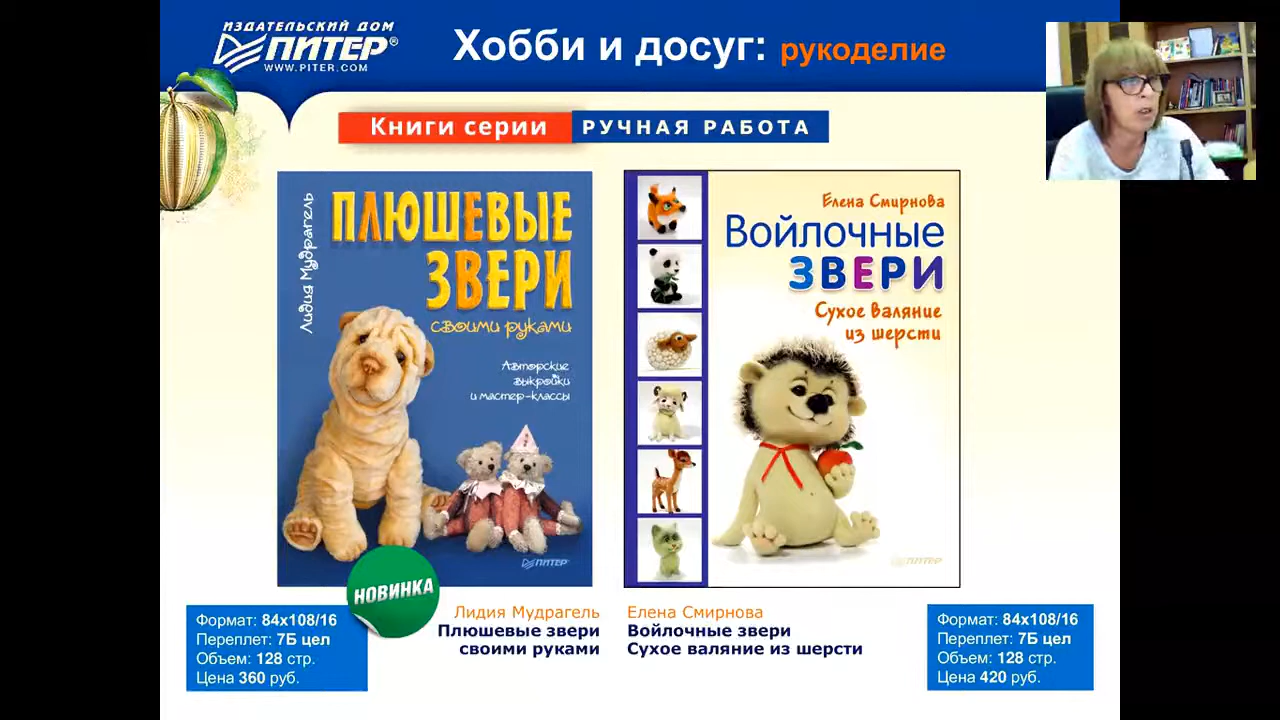 ИЗДАТЕЛЬСКИЙ ДОМ
ПИТЕР®
WWW.PITER.COM
Хобби и досуг: рукоделие
Книги серии РУЧНАЯ РАБОТА
Лидия Мудрагель
ПЛЮШЕВЫЕ
ЗВЕРИ
своими руками
Авторские
выкройки
и мастер-классы
ПИТЕР
Елена Смирнова
Войлочные
ЗВЕРИ
Сухое валяние
из шерсти
ПИТЕР
НОВИНКА
Формат: 84х108/16
Переплет: 7Б цел
Объем: 128 стр.
Цена 360 руб.
Лидия Мудрагель
Плюшевые звери
своими руками
Елена Смирнова
Войлочные звери
Сухое валяние из шерсти
Формат: 84х108/16
Переплет: 7Б цел
Объем: 128 стр.
Цена 420 руб.